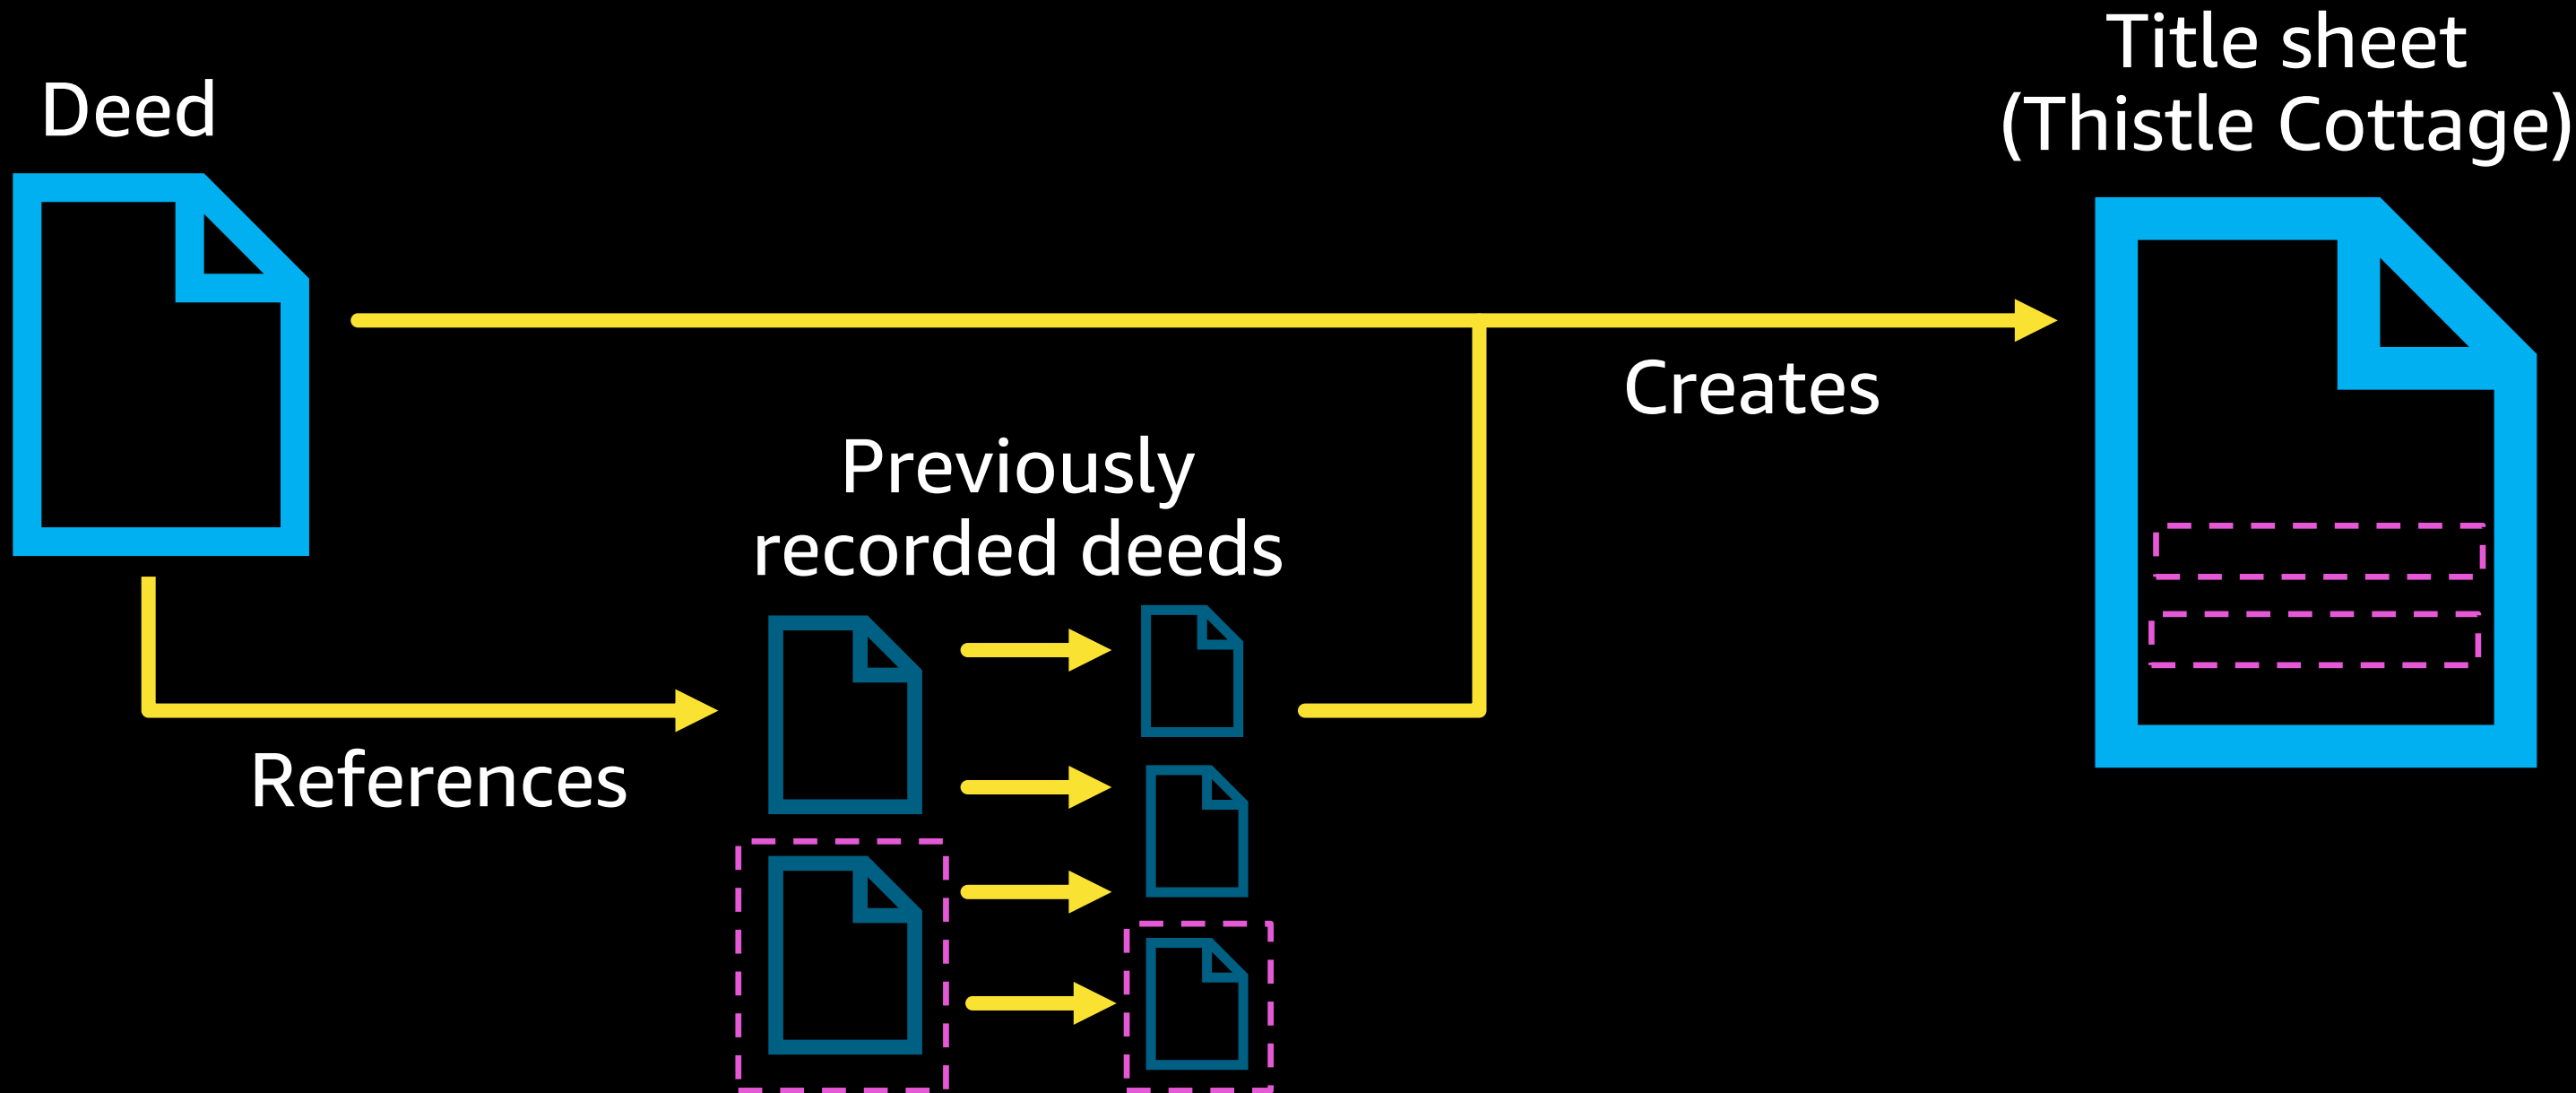 Deed
Title sheet
(Thistle Cottage)
Creates
Previously
recorded deeds
References